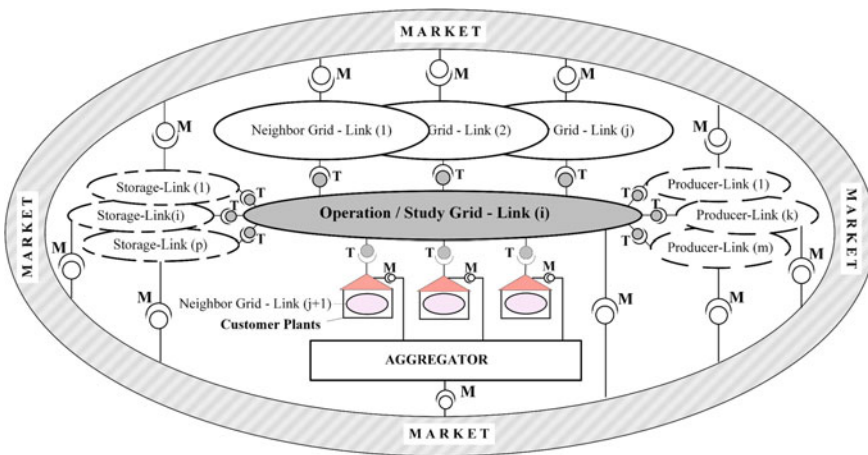 MARKET
M
M
M
M
M
Neighbor Grid - Link (1)
Grid - Link (2)
Grid - Link (j)
T
T
T
Storage-Link (1)
T
Producer-Link (1)
T
Storage-Link(i)
T
Operation / Study Grid - Link (i)
T
Producer-Link (k)
Storage-Link (p)
T
T
Producer-Link (m)
MARKET
MARKET
M
T
T
T
M
M
M
M
Neighbor Grid - Link (j+1)
Customer Plants
M
M
M
AGGREGATOR
M
MARKET